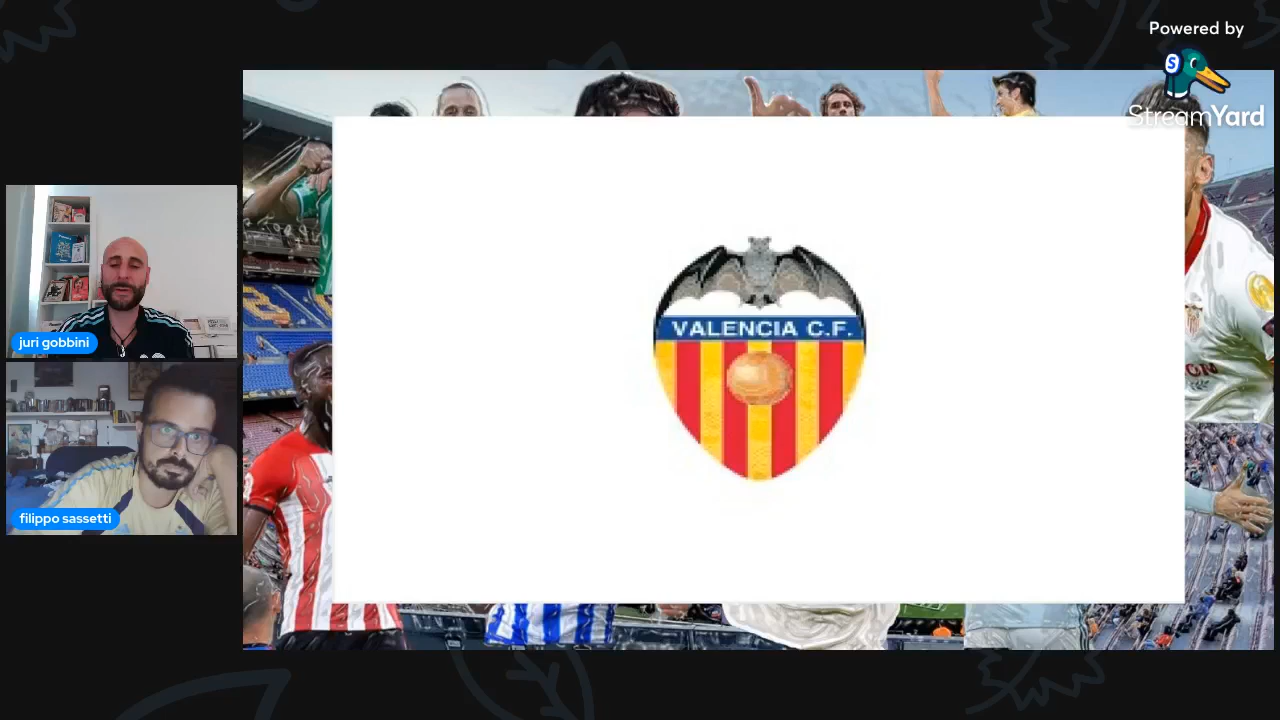 Powered by
StreamYard
VALENCIA C.F.
juri gobbini
filippo sassetti